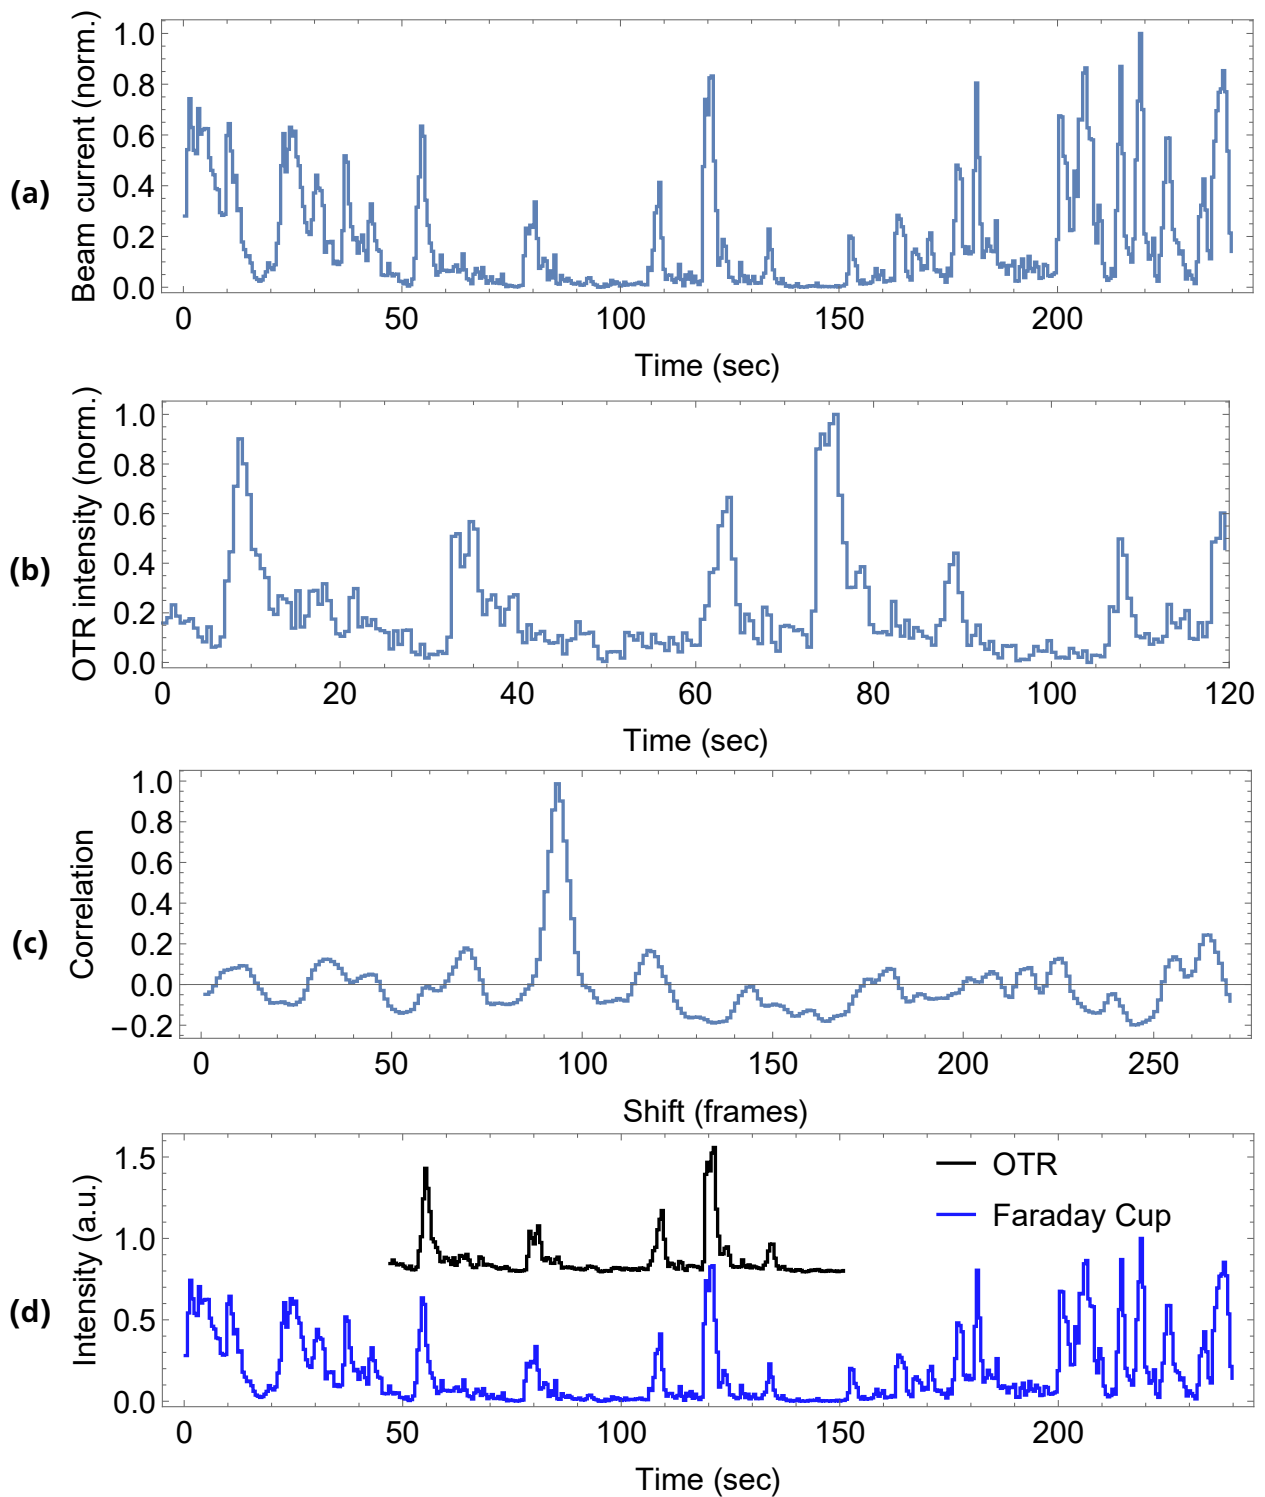 (a)
Beam current (norm.)
1.0
0.8
0.6
0.4
0.2
0.0
0 50 100 150 200
Time (sec)
(b)
OTR intensity (norm.)
1.0
0.8
0.6
0.4
0.2
0.0
0 20 40 60 80 100 120
Time (sec)
(c)
Correlation
1.0
0.8
0.6
0.4
0.2
0.0
−0.2
0 50 100 150 200 250
Shift (frames)
(d)
Intensity (a.u.)
1.5
1.0
0.5
0.0
OTR
Faraday Cup
0 50 100 150 200
Time (sec)